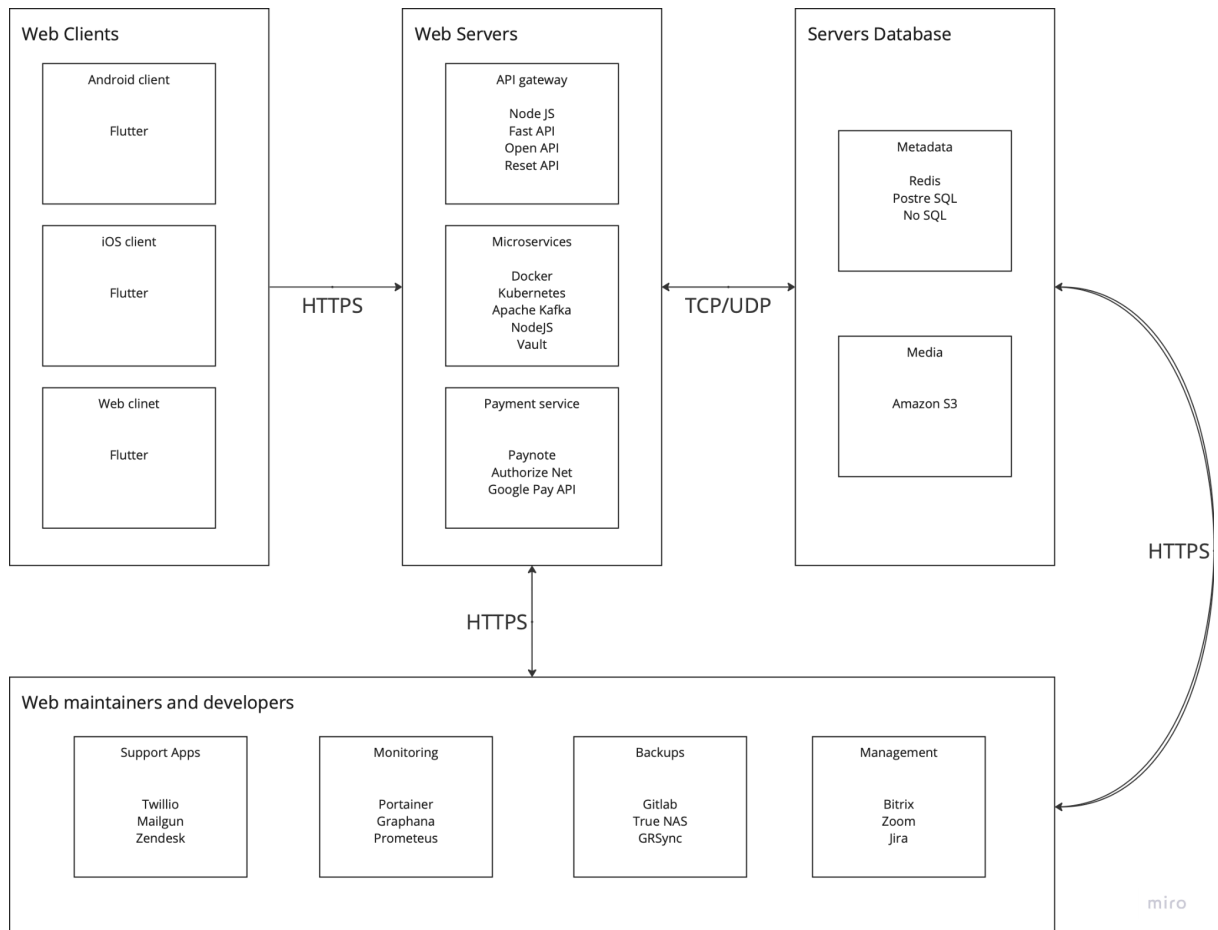 Web Clients
Android client
Flutter
iOS client
Flutter
Web clinet
Flutter
HTTPS
Web Servers
API gateway
Node JS
Fast API
Open API
Reset API
Microservices
Docker
Kubernetes
Apache Kafka
NodeJS
Vault
Payment service
Paynote
Authorize Net
Google Pay API
TCP/UDP
Servers Database
Metadata
Redis
Postre SQL
No SQL
Media
Amazon S3
HTTPS
HTTPS
Web maintainers and developers
Support Apps
Twillio
Mailgun
Zendesk
Monitoring
Portainer
Graphana
Prometeus
Backups
Gitlab
True NAS
GRSync
Management
Bitrix
Zoom
Jira
miro